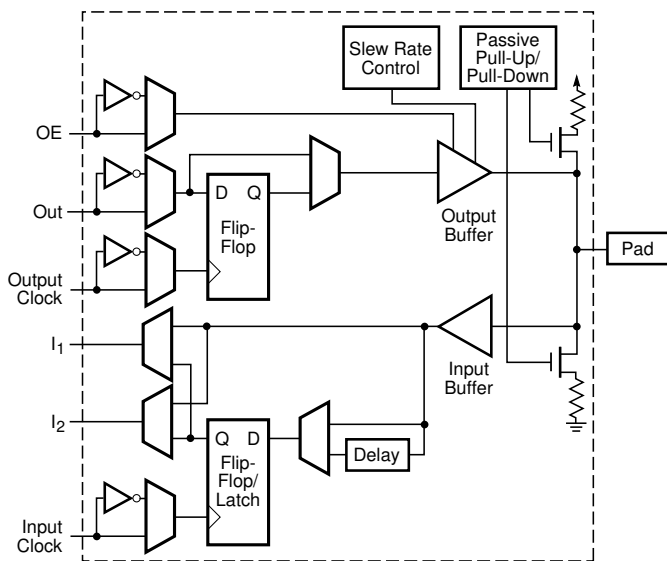 Slew Rate
Control
Passive
Pull-Up/
Pull-Down
OE
Out
D Q
Flip-
Flop
Output
Buffer
Pad
Output
Clock
I1
Input
Buffer
I2
Q D
Flip-
Flop/
Latch
Delay
Input
Clock